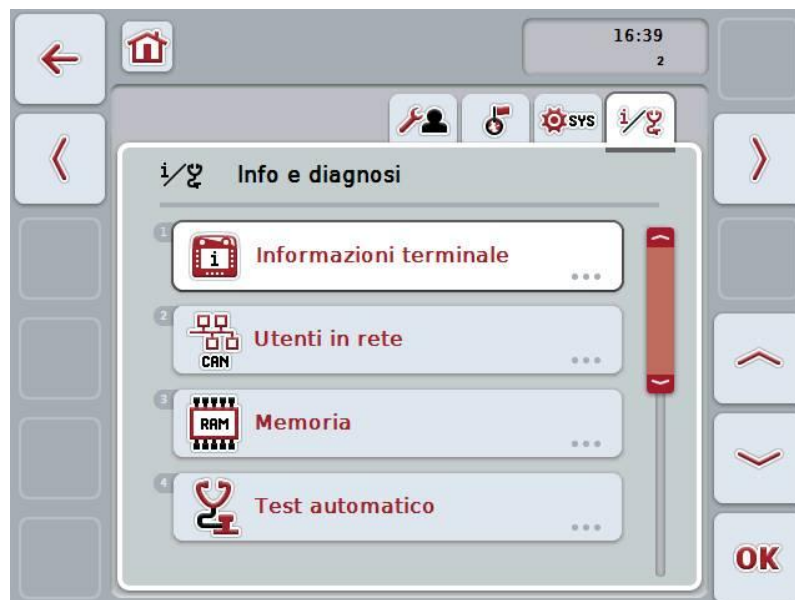 16:39
2
SYS
i
Info e diagnosi
1
i
Informazioni terminale
2
CAN
Utenti in rete
3
RAM
Memoria
4
Test automatico
OK